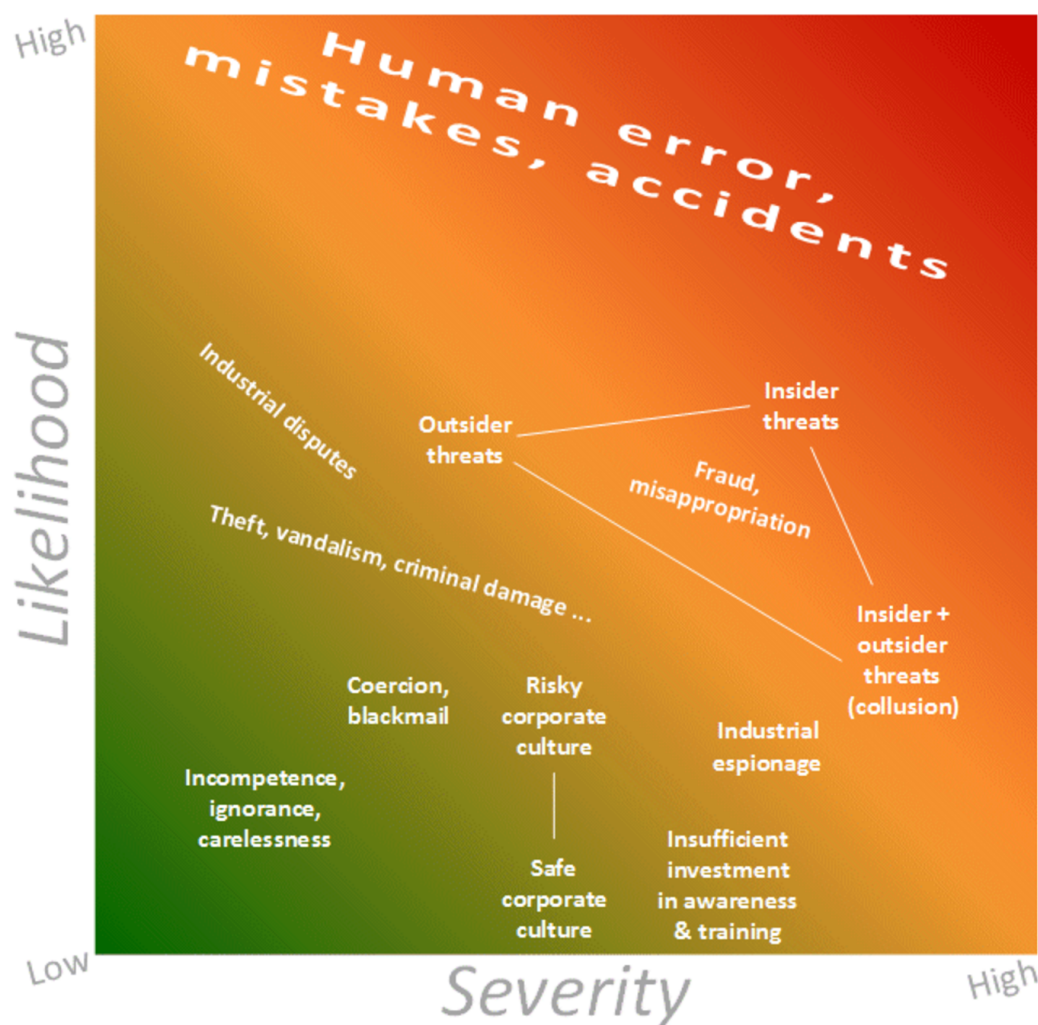 High
Human error,
mistakes, accidents
Likelihood
Industrial disputes
Outsider
threats
Insider
threats
Fraud,
misappropriation
Theft, vandalism, criminal damage ...
Insider +
outsider
threats
(collusion)
Coercion,
blackmail
Risky
corporate
culture
Industrial
espionage
Incompetence,
ignorance,
carelessness
Safe
corporate
culture
Insufficient
investment
in awareness
& training
Low
Severity
High